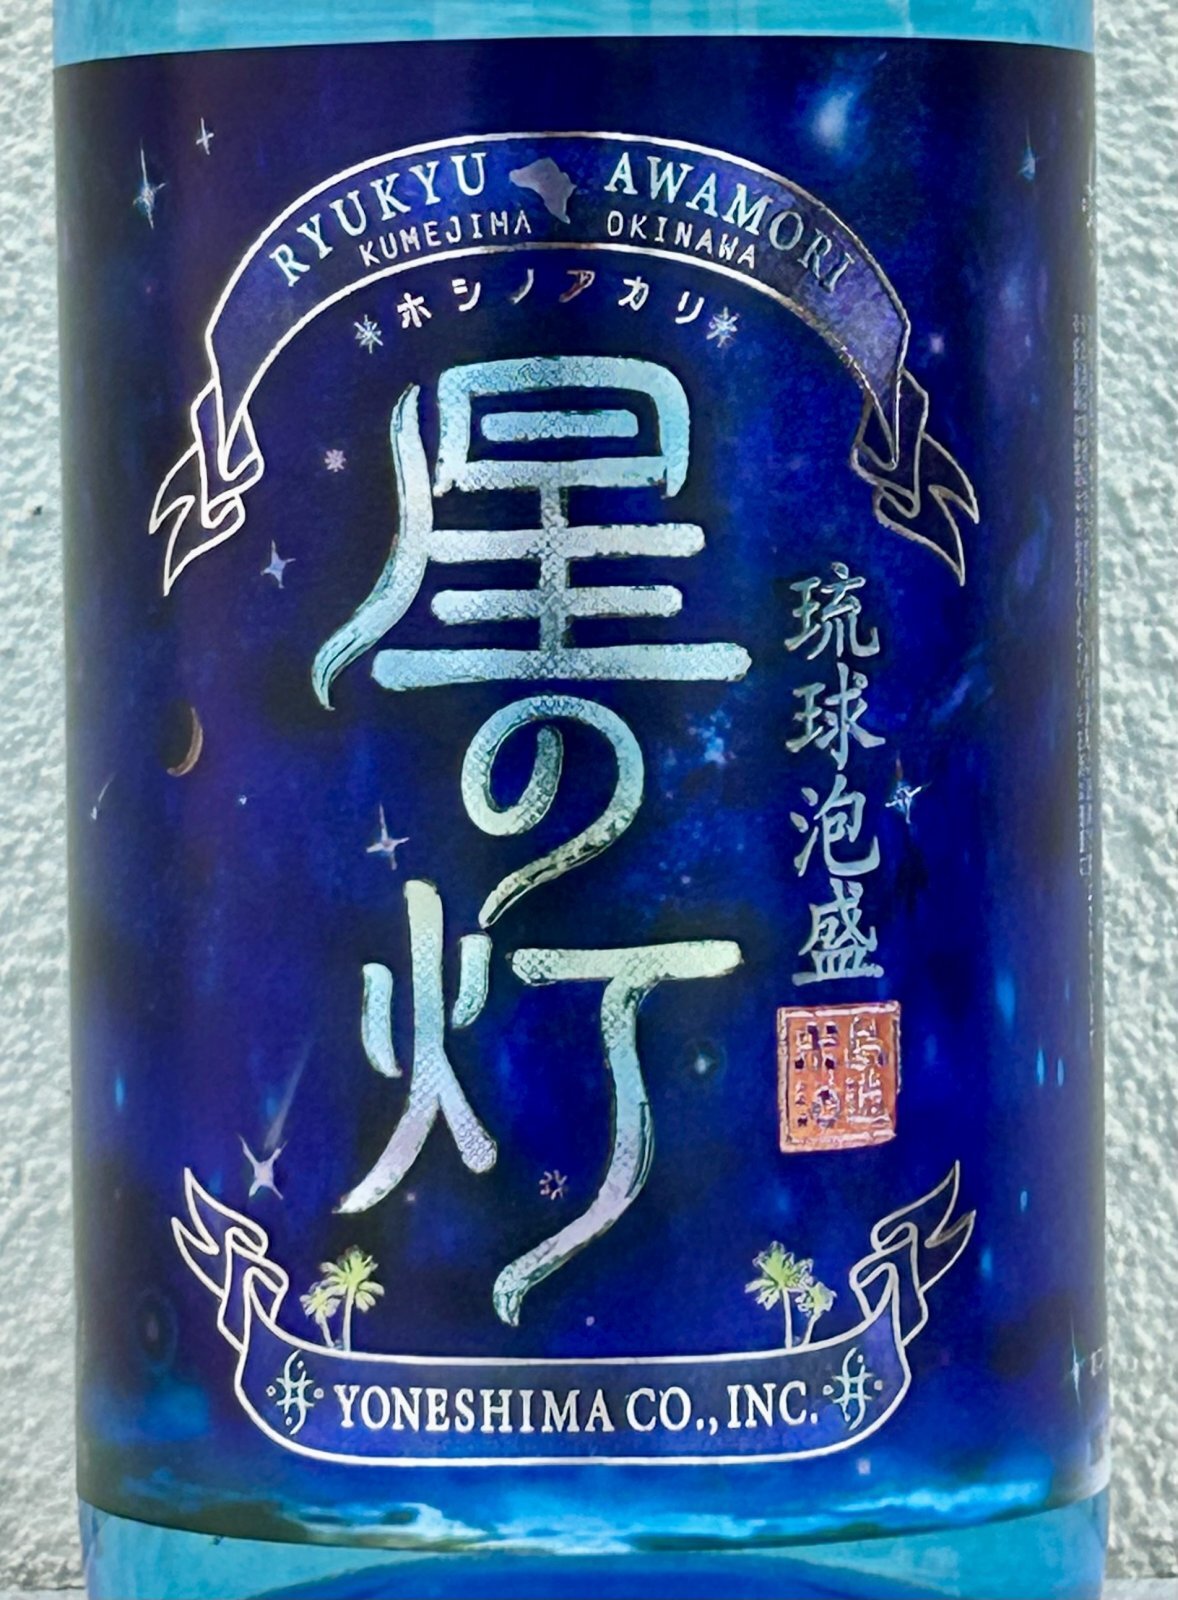 RYUKYU AWAMORI
KUMEJIMA OKINAWA
ホシノアカリ
星の灯
琉球泡盛
YONESHIMA CO., INC.